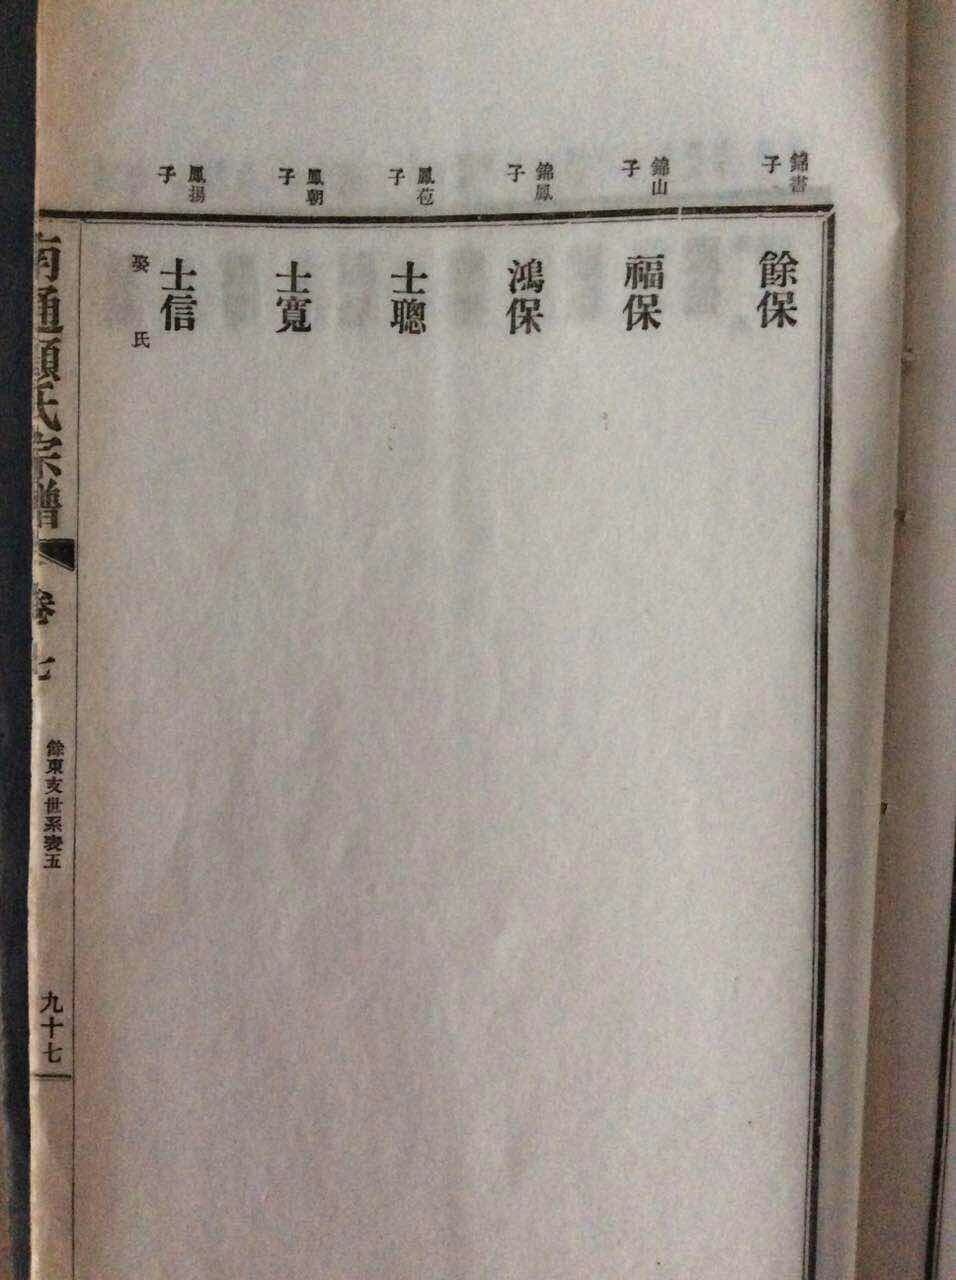 錦書
子
餘保
錦山
子
福保
錦鳳
子
鴻保
鳳苞
子
士聰
鳳朝
子
士寬
鳳揚
子
士信
娶 氏
南通顧氏宗譜 卷七 餘東支世系表五 九十七